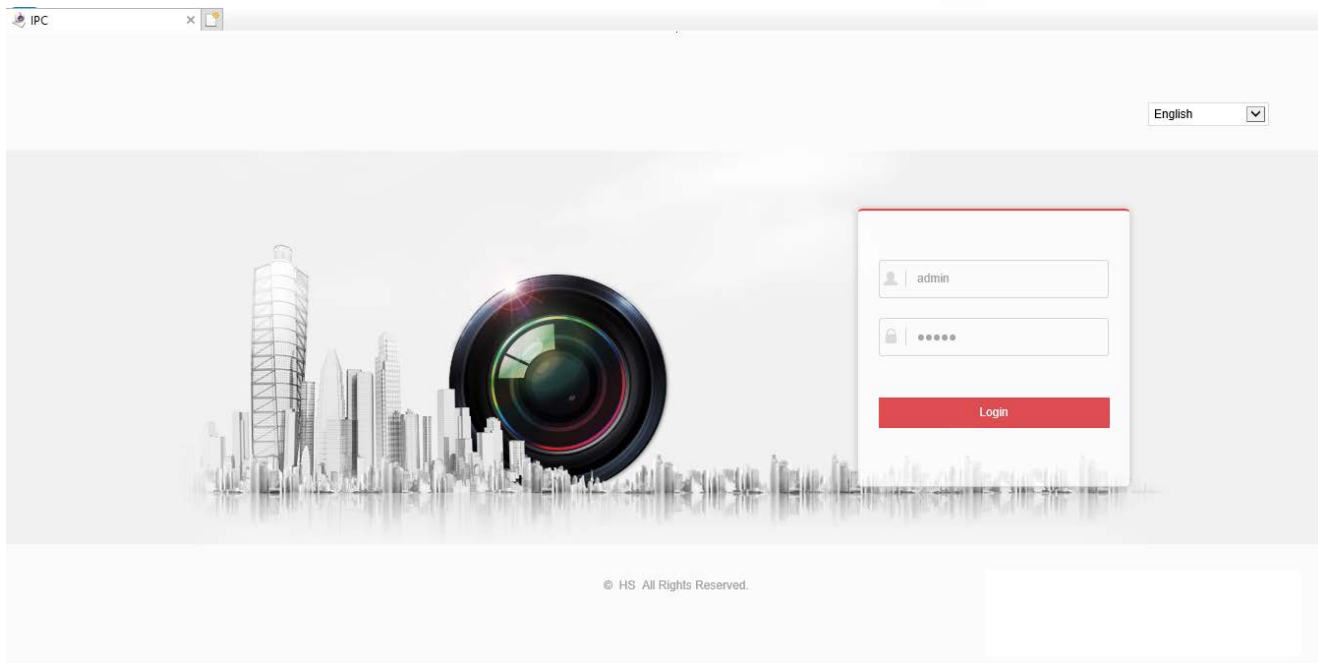 IPC
English
admin
●●●●●
Login
© HS All Rights Reserved.